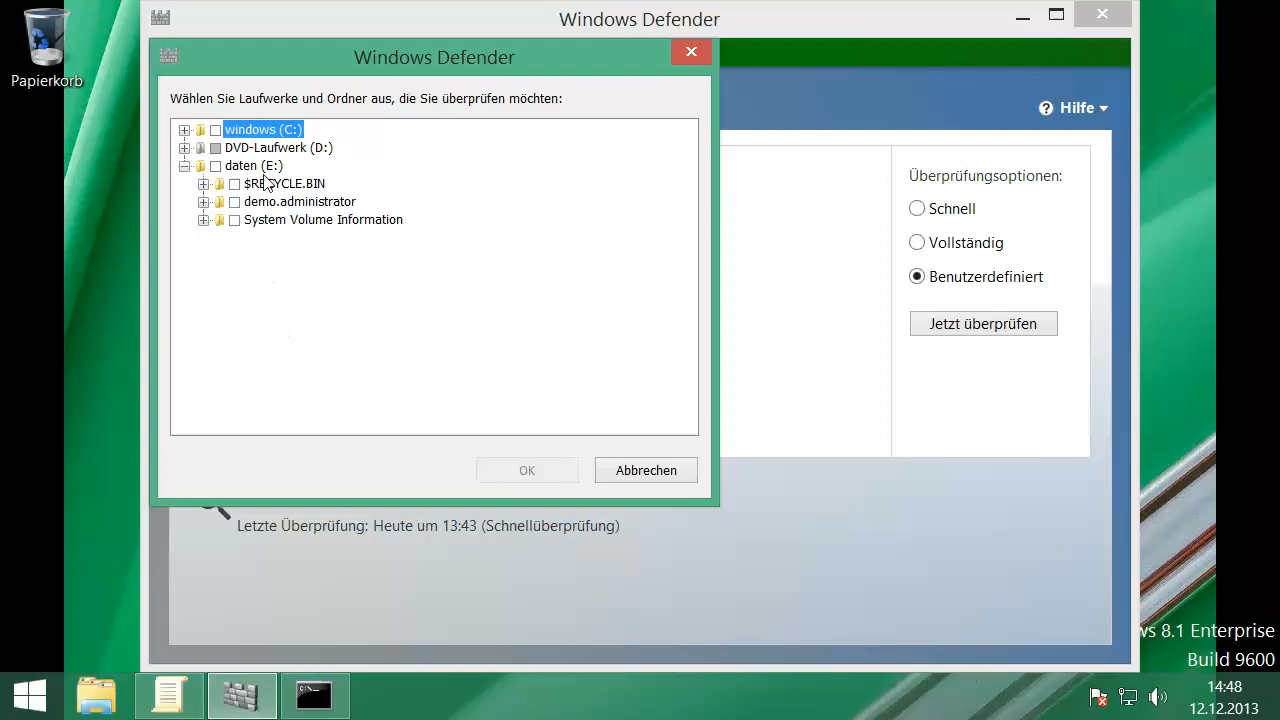 Papierkorb
Windows Defender
Windows Defender
Wählen Sie Laufwerke und Ordner aus, die Sie überprüfen möchten:
windows (C:)
DVD-Laufwerk (D:)
daten (E:)
$RECYCLE.BIN
demo.administrator
System Volume Information
OK
Abbrechen
Hilfe
Überprüfungsoptionen:
Schnell
Vollständig
Benutzerdefiniert
Jetzt überprüfen
Letzte Überprüfung: Heute um 13:43 (Schnellüberprüfung)
ws 8.1 Enterprise
Build 9600
14:48
12.12.2013